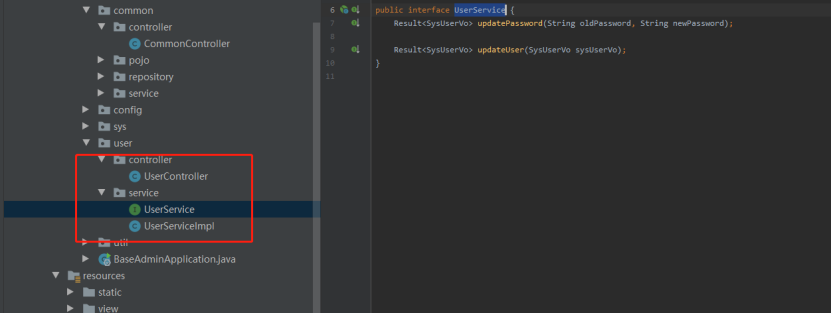 common
controller
CommonController
pojo
repository
service
config
sys
user
controller
UserController
service
UserService
UserServiceImpl
util
BaseAdminApplication.java
resources
static
view
6 public interface UserService {
7 Result<SysUserVo> updatePassword(String oldPassword, String newPassword);
8
9 Result<SysUserVo> updateUser(SysUserVo sysUserVo);
10 }
11